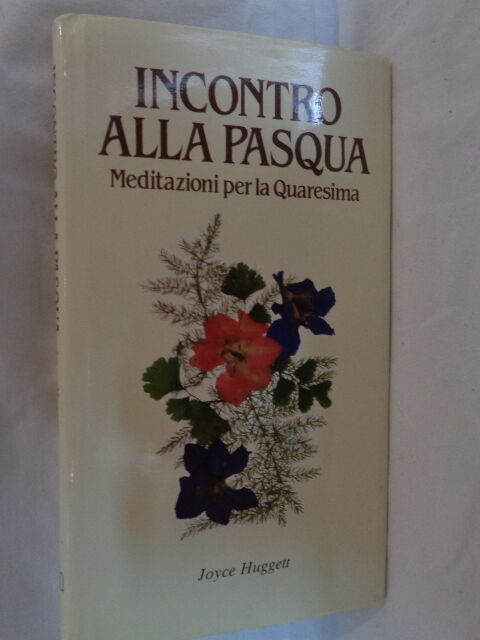 INCONTRO
ALLA PASQUA
Meditazioni per la Quaresima
Joyce Huggett